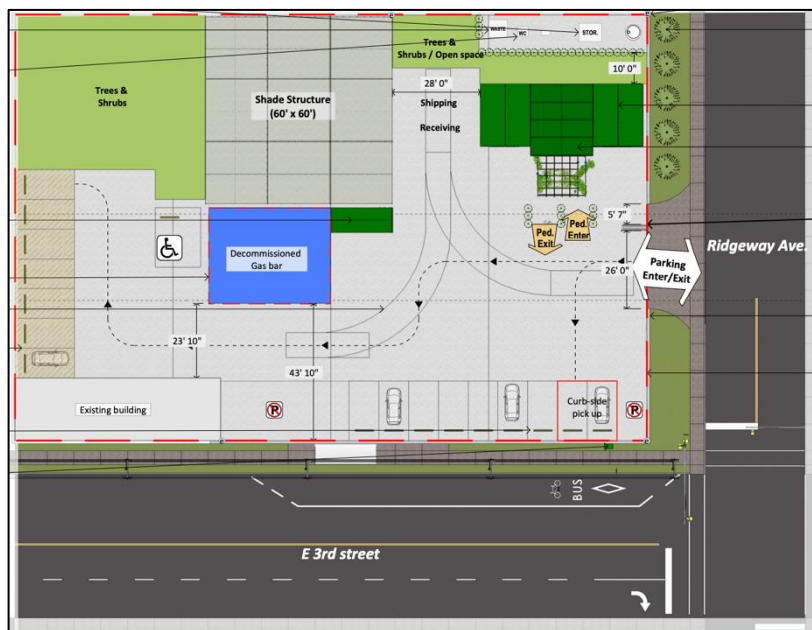 WASTE
WC
STOR.
Trees &
Shrubs / Open space
10' 0"
28' 0"
Trees &
Shrubs
Shade Structure
(60' x 60')
Shipping
Receiving
5' 7"
Ped.
Exit
Ped.
Enter
Ridgeway Ave.
Decommissioned
Gas bar
Parking
Enter/Exit
26' 0"
23' 10"
43' 10"
Existing building
P
Curb-side
pick up
P
BUS
E 3rd street